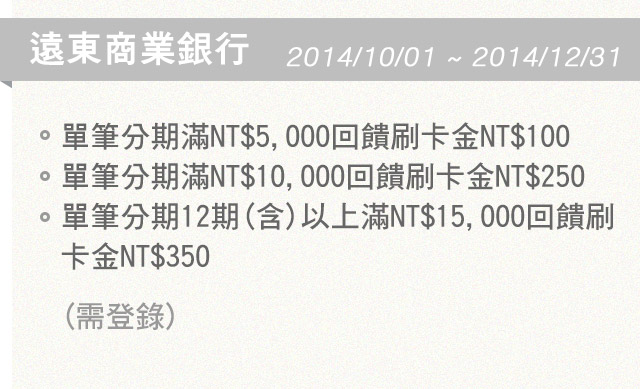 遠東商業銀行 2014/10/01 ~ 2014/12/31
單筆分期滿NT$5,000回饋刷卡金NT$100
單筆分期滿NT$10,000回饋刷卡金NT$250
單筆分期12期(含)以上滿NT$15,000回饋刷
卡金NT$350
(需登錄)